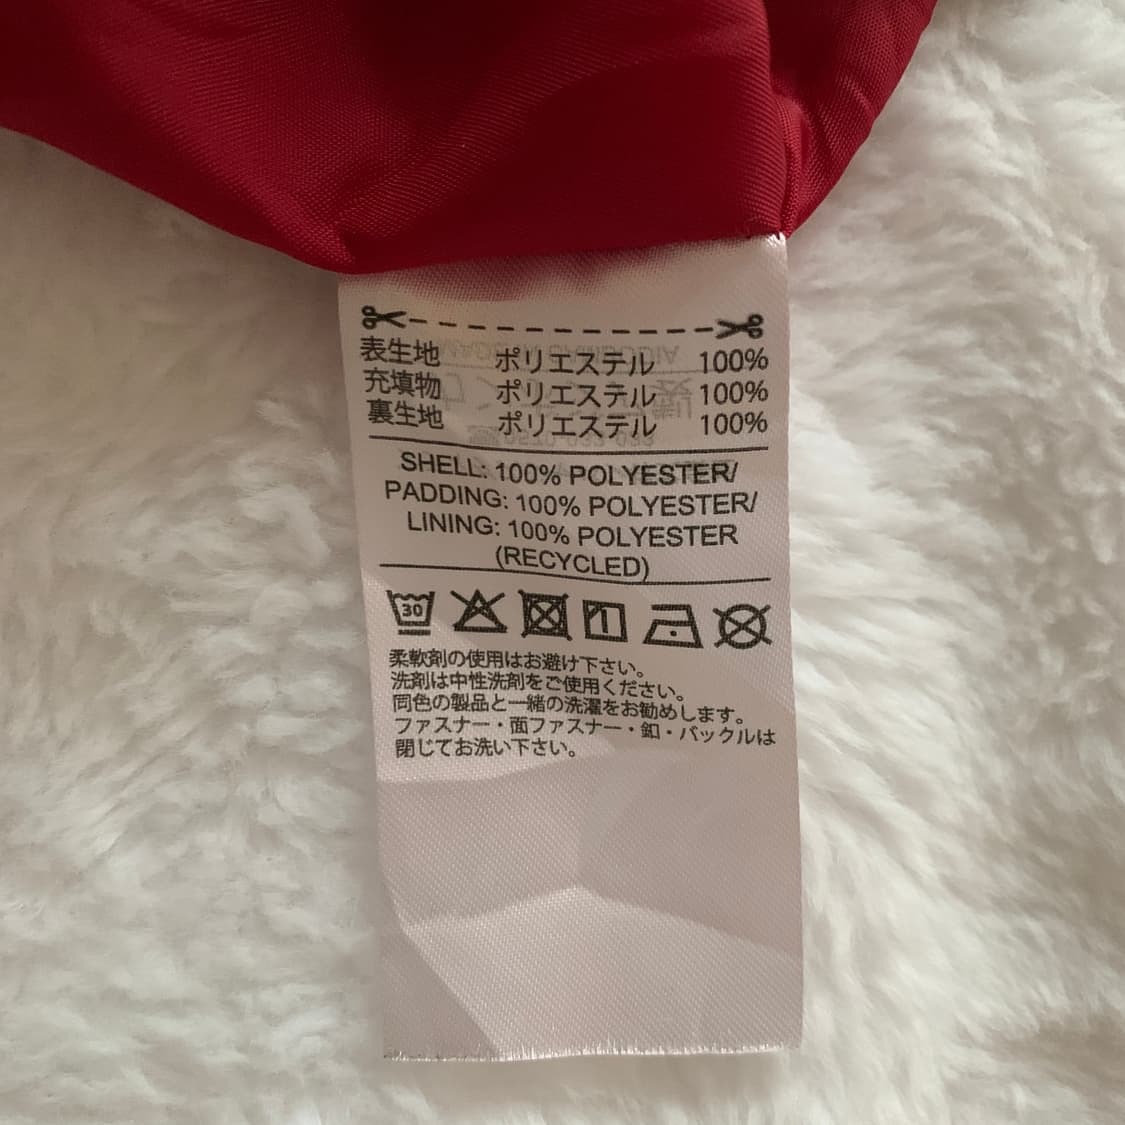 表生地 ポリエステル 100%
充填物 ポリエステル 100%
裏生地 ポリエステル 100%
SHELL: 100% POLYESTER/
PADDING: 100% POLYESTER/
LINING: 100% POLYESTER
(RECYCLED)
30
柔軟剤の使用はお避け下さい。
洗剤は中性洗剤をご使用ください。
同色の製品と一緒の洗濯をお勧めします。
ファスナー・面ファスナー・釦・バックルは
閉じてお洗い下さい。